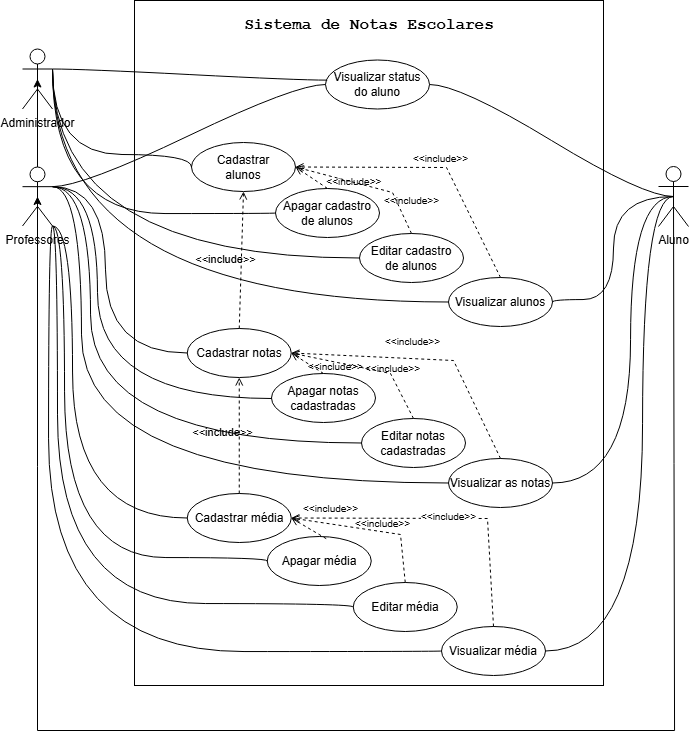 Sistema de Notas Escolares
Visualizar status
do aluno
Administrador
Cadastrar
alunos
<<include>>
<<include>>
<<include>>
Apagar cadastro
de alunos
Professores
Editar cadastro
de alunos
Aluno
<<include>>
Visualizar alunos
Cadastrar notas
<<include>>
<<include>>
<<include>>
Apagar notas
cadastradas
<<include>>
Editar notas
cadastradas
Visualizar as notas
<<include>>
Cadastrar média
<<include>>
<<include>>
Apagar média
Editar média
Visualizar média